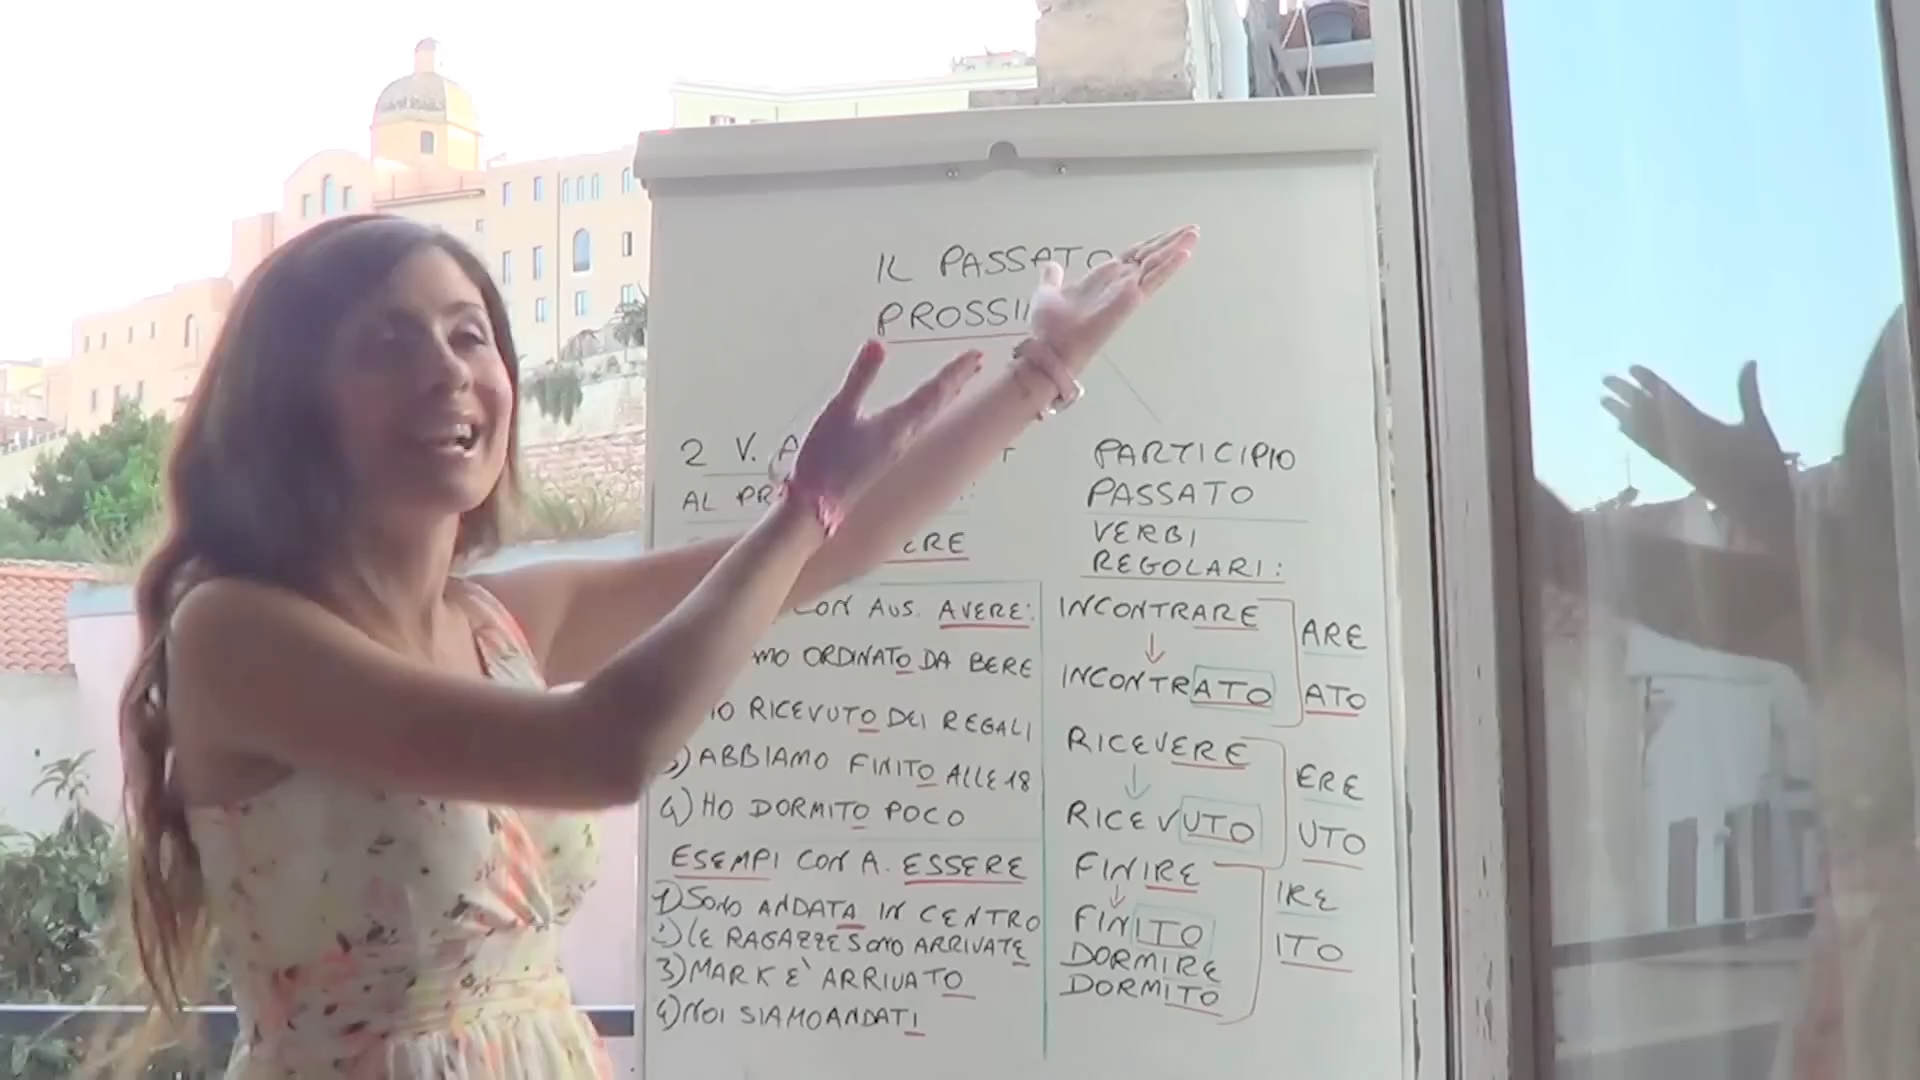 IL PASSATO
2 V.
AL
CON AUS. AVERE:
ORDINATO DA BERE
RICEVUTO DEI REGALI
3) ABBIAMO FINITO ALLE 18
4) HO DORMITO POCO
ESEMPI CON A. ESSERE
1) SONO ANDATA IN CENTRO
2) LE RAGAZZE SONO ARRIVATE
3) MARK E` ARRIVATO
4) NOI SIAMO ANDATI
PARTICIPIO
PASSATO
VERBI
REGOLARI:
INCONTRARE
INCONTRATO
ARE
ATO
RICEVERE
RICEVUTO
ERE
UTO
FINIRE
FINITO
DORMIRE
DORMITO
IRE
ITO